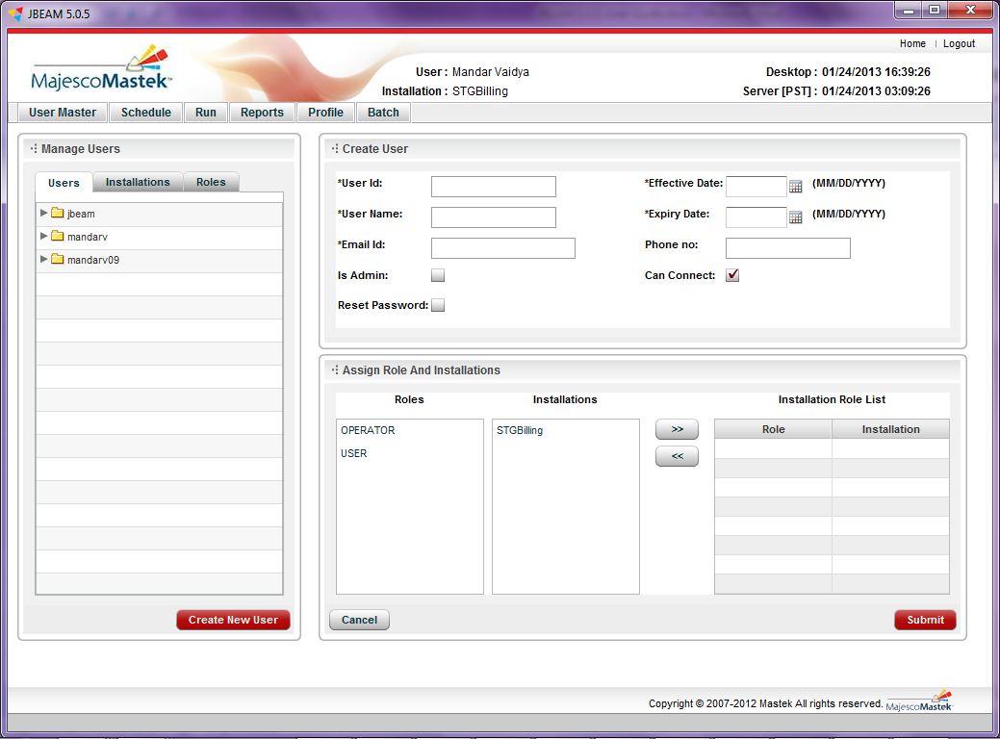 JBEAM 5.0.5
Home | Logout
MajescoMastek
User : Mandar Vaidya
Desktop : 01/24/2013 16:39:26
Installation : STGBilling
Server [PST] : 01/24/2013 03:09:26
User Master Schedule Run Reports Profile Batch
Manage Users
Users Installations Roles
jbeam
mandarv
mandarv09
Create New User
Create User
*User Id:
*Effective Date: (MM/DD/YYYY)
*User Name:
*Expiry Date: (MM/DD/YYYY)
*Email Id:
Phone no:
Is Admin:
Can Connect:
Reset Password:
Assign Role And Installations
Roles Installations Installation Role List
OPERATOR
USER
STGBilling
>>
<<
Role Installation
Cancel
Submit
Copyright © 2007-2012 Mastek All rights reserved. MajescoMastek